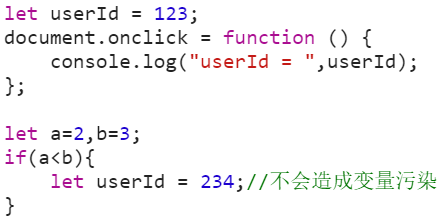 let userId = 123;
document.onclick = function () {
    console.log("userId = ",userId);
};

let a=2,b=3;
if(a<b){
    let userId = 234;//不会造成变量污染
}